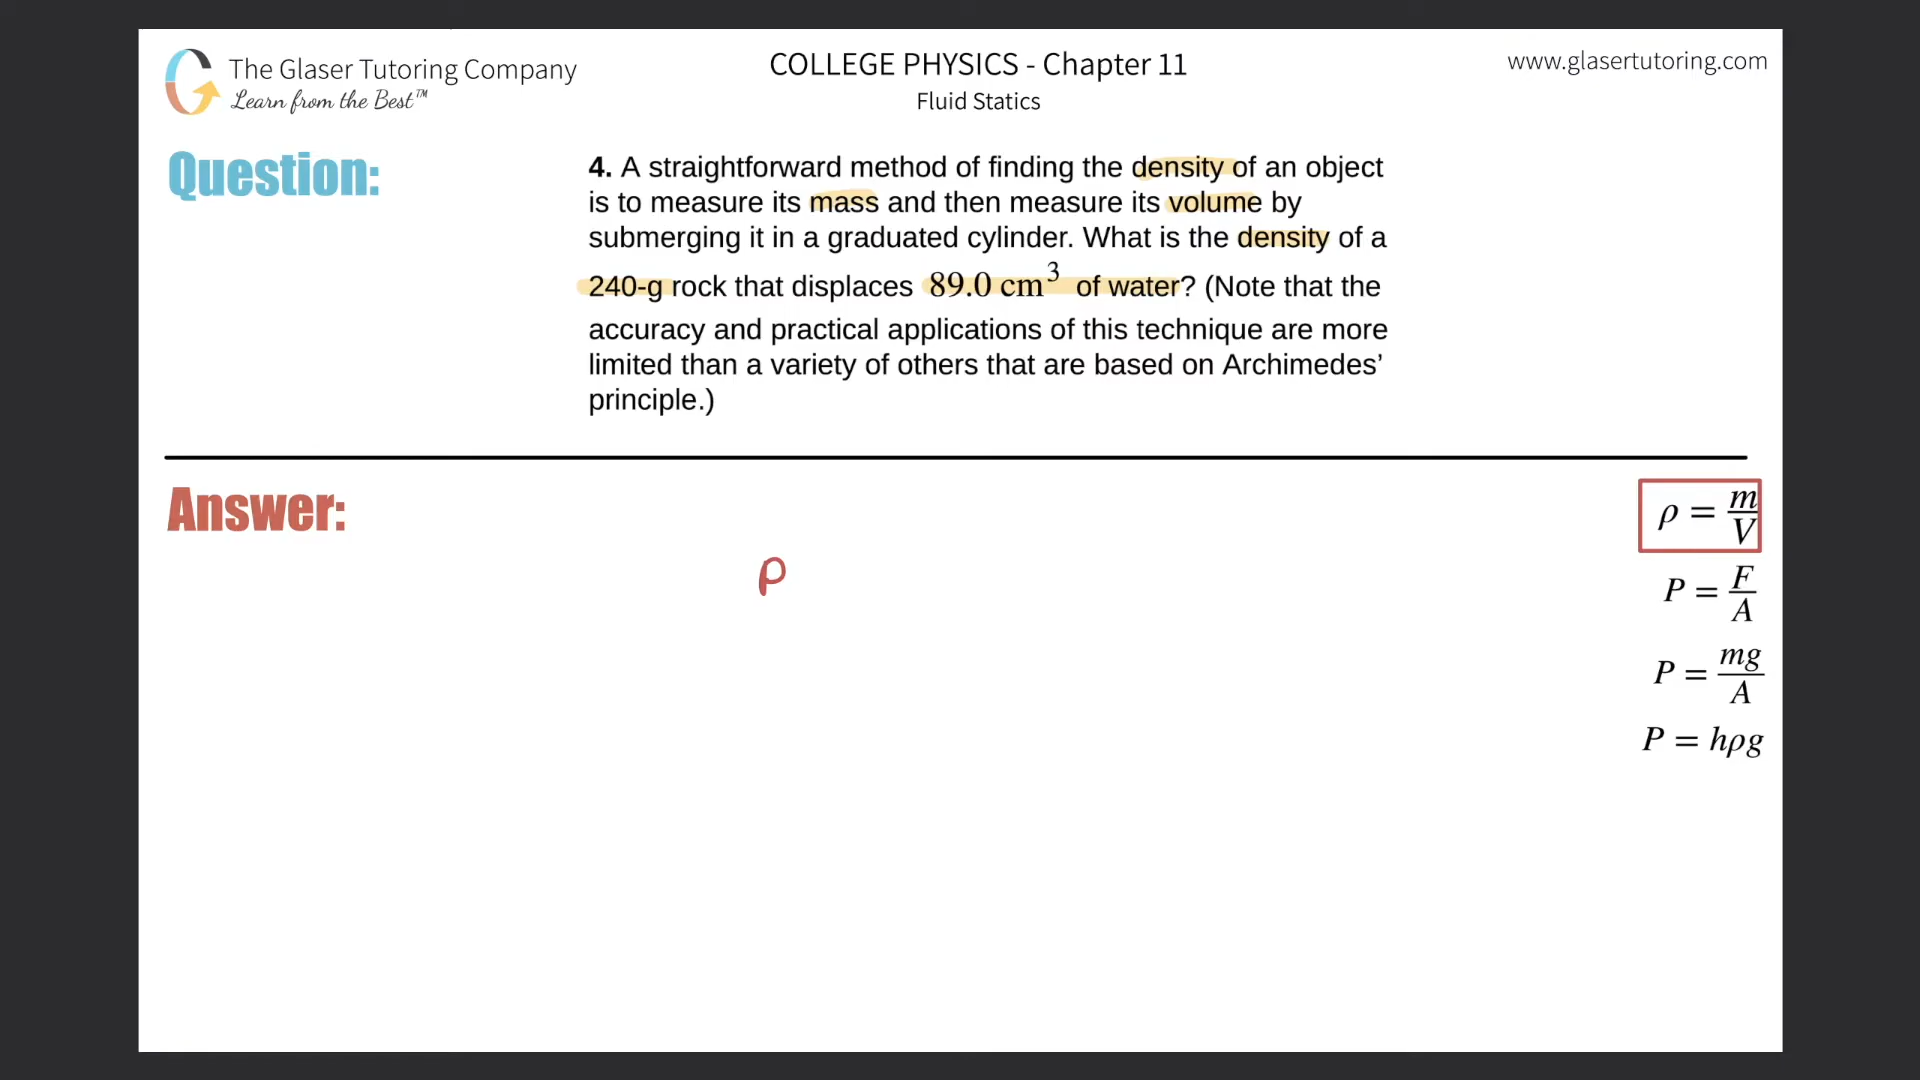 The Glaser Tutoring Company
Learn from the Best™
COLLEGE PHYSICS - Chapter 11
Fluid Statics
www.glasertutoring.com
Question:
4. A straightforward method of finding the density of an object
is to measure its mass and then measure its volume by
submerging it in a graduated cylinder. What is the density of a
240-g rock that displaces 89.0 cm³ of water? (Note that the
accuracy and practical applications of this technique are more
limited than a variety of others that are based on Archimedes’
principle.)
Answer:
ρ
ρ = m/V
P = F/A
P = mg/A
P = hρg